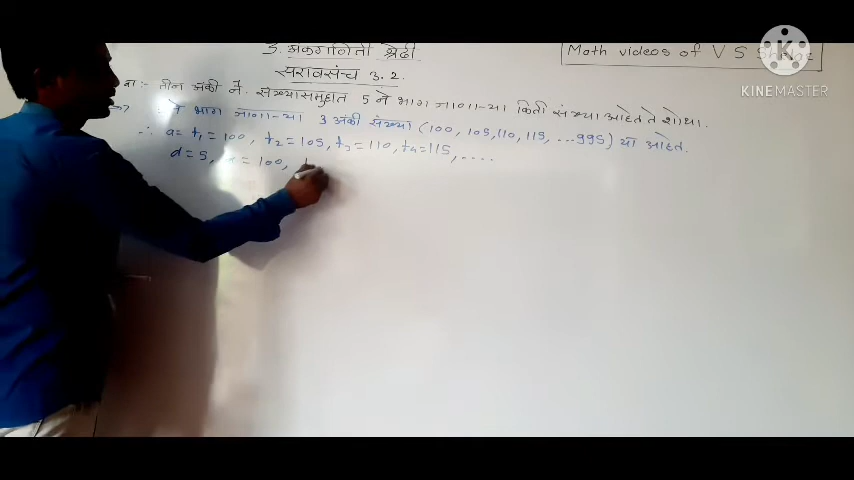 3. अंकगणिती श्रेढी
Math videos of V S
सरावसंच 3.2.
तीन अंकी नै. संख्यासमुहात 5 ने भाग जाणा-या किती संख्या आहेत ते शोधा.
ने भाग जाणा-या 3 अंकी संख्या (100, 105, 110, 115, ...995) या आहेत.
∴ a = t₁ = 100, t₂ = 105, t₃ = 110, t₄ = 115, ....
d = 5, = 100,
KINEMASTER